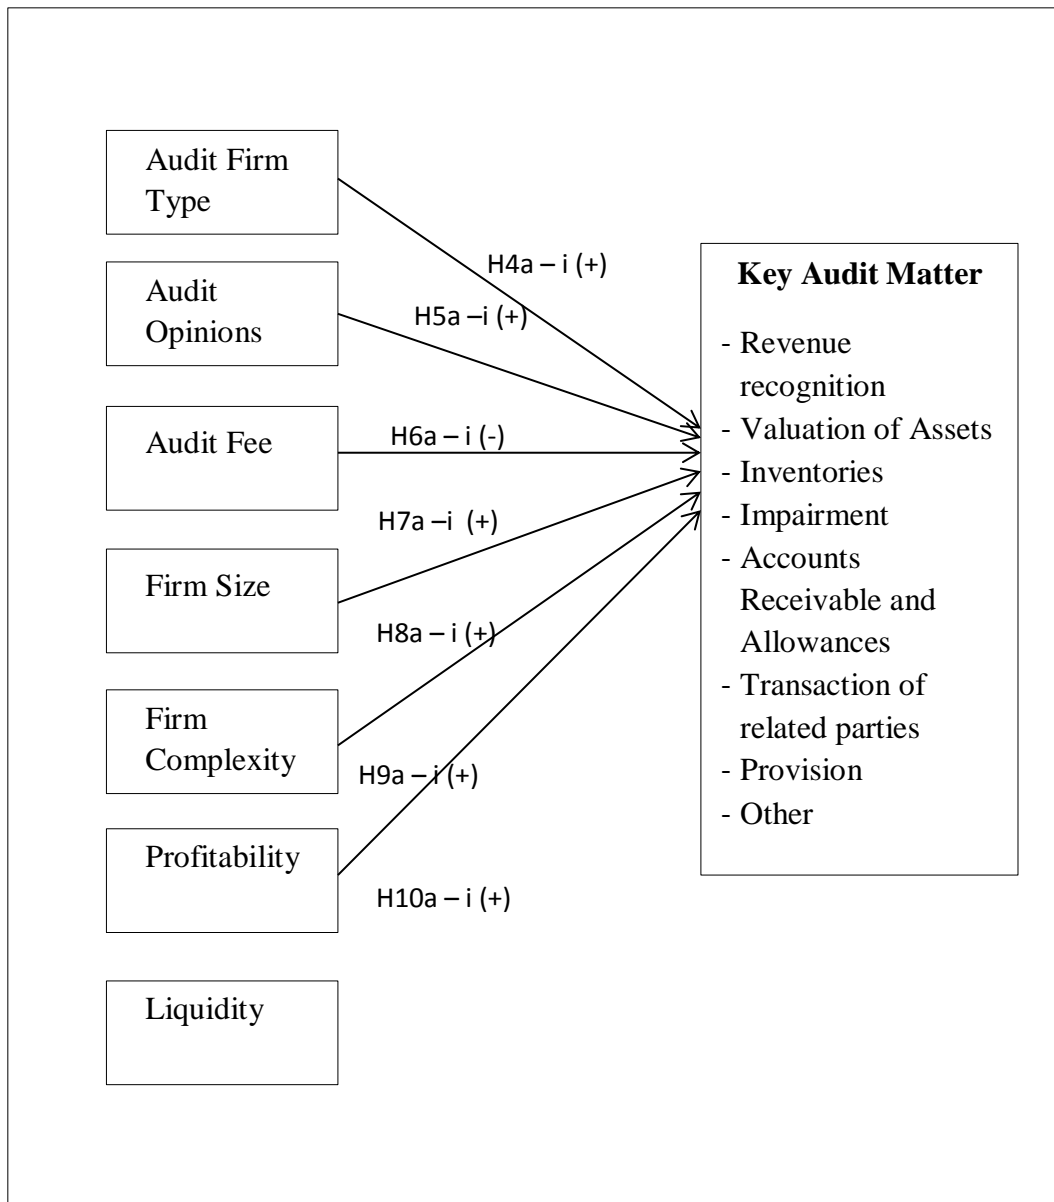 Audit Firm
Type
Audit
Opinions
Audit Fee
Firm Size
Firm
Complexity
Profitability
Liquidity
H4a – i (+)
H5a –i (+)
H6a – i (-)
H7a –i  (+)
H8a – i (+)
H9a – i (+)
H10a – i (+)
Key Audit Matter
- Revenue
recognition
- Valuation of Assets
- Inventories
- Impairment
- Accounts
Receivable and
Allowances
- Transaction of
related parties
- Provision
- Other